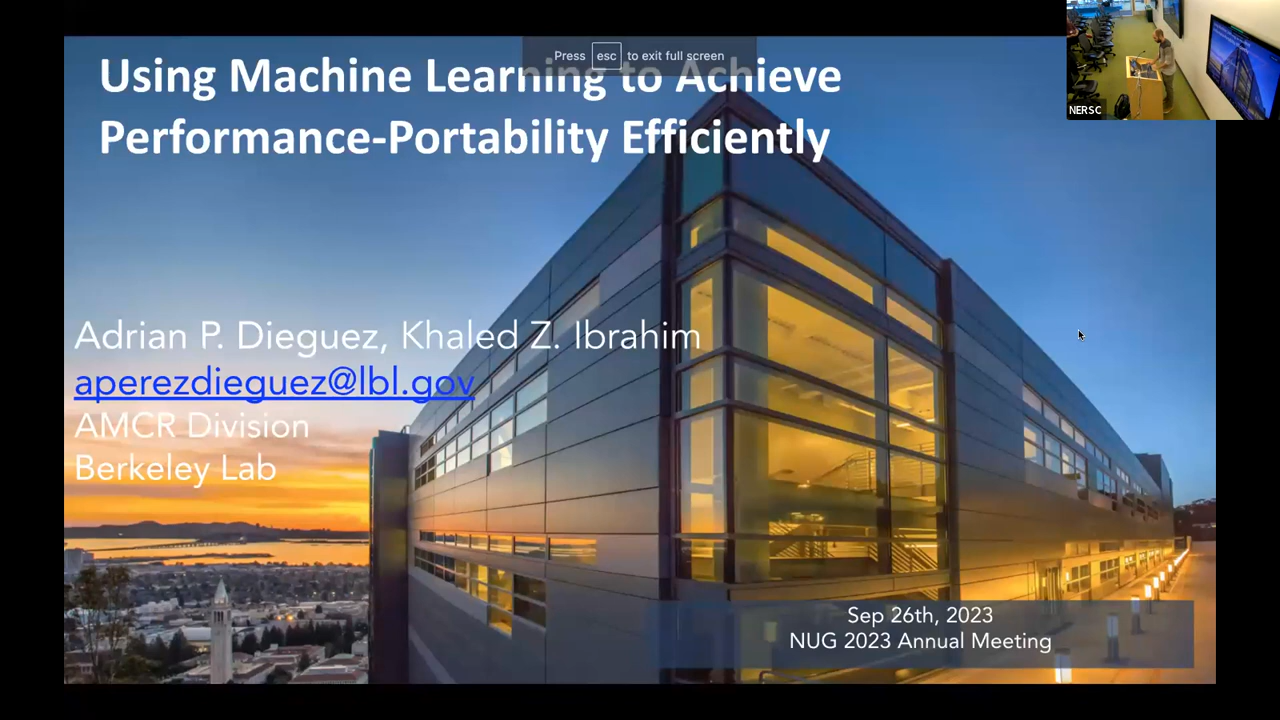 Using Machine Learning to Achieve
Performance-Portability Efficiently
Press esc to exit full screen
NERSC
Adrian P. Dieguez, Khaled Z. Ibrahim
aperezdieguez@lbl.gov
AMCR Division
Berkeley Lab
Sep 26th, 2023
NUG 2023 Annual Meeting